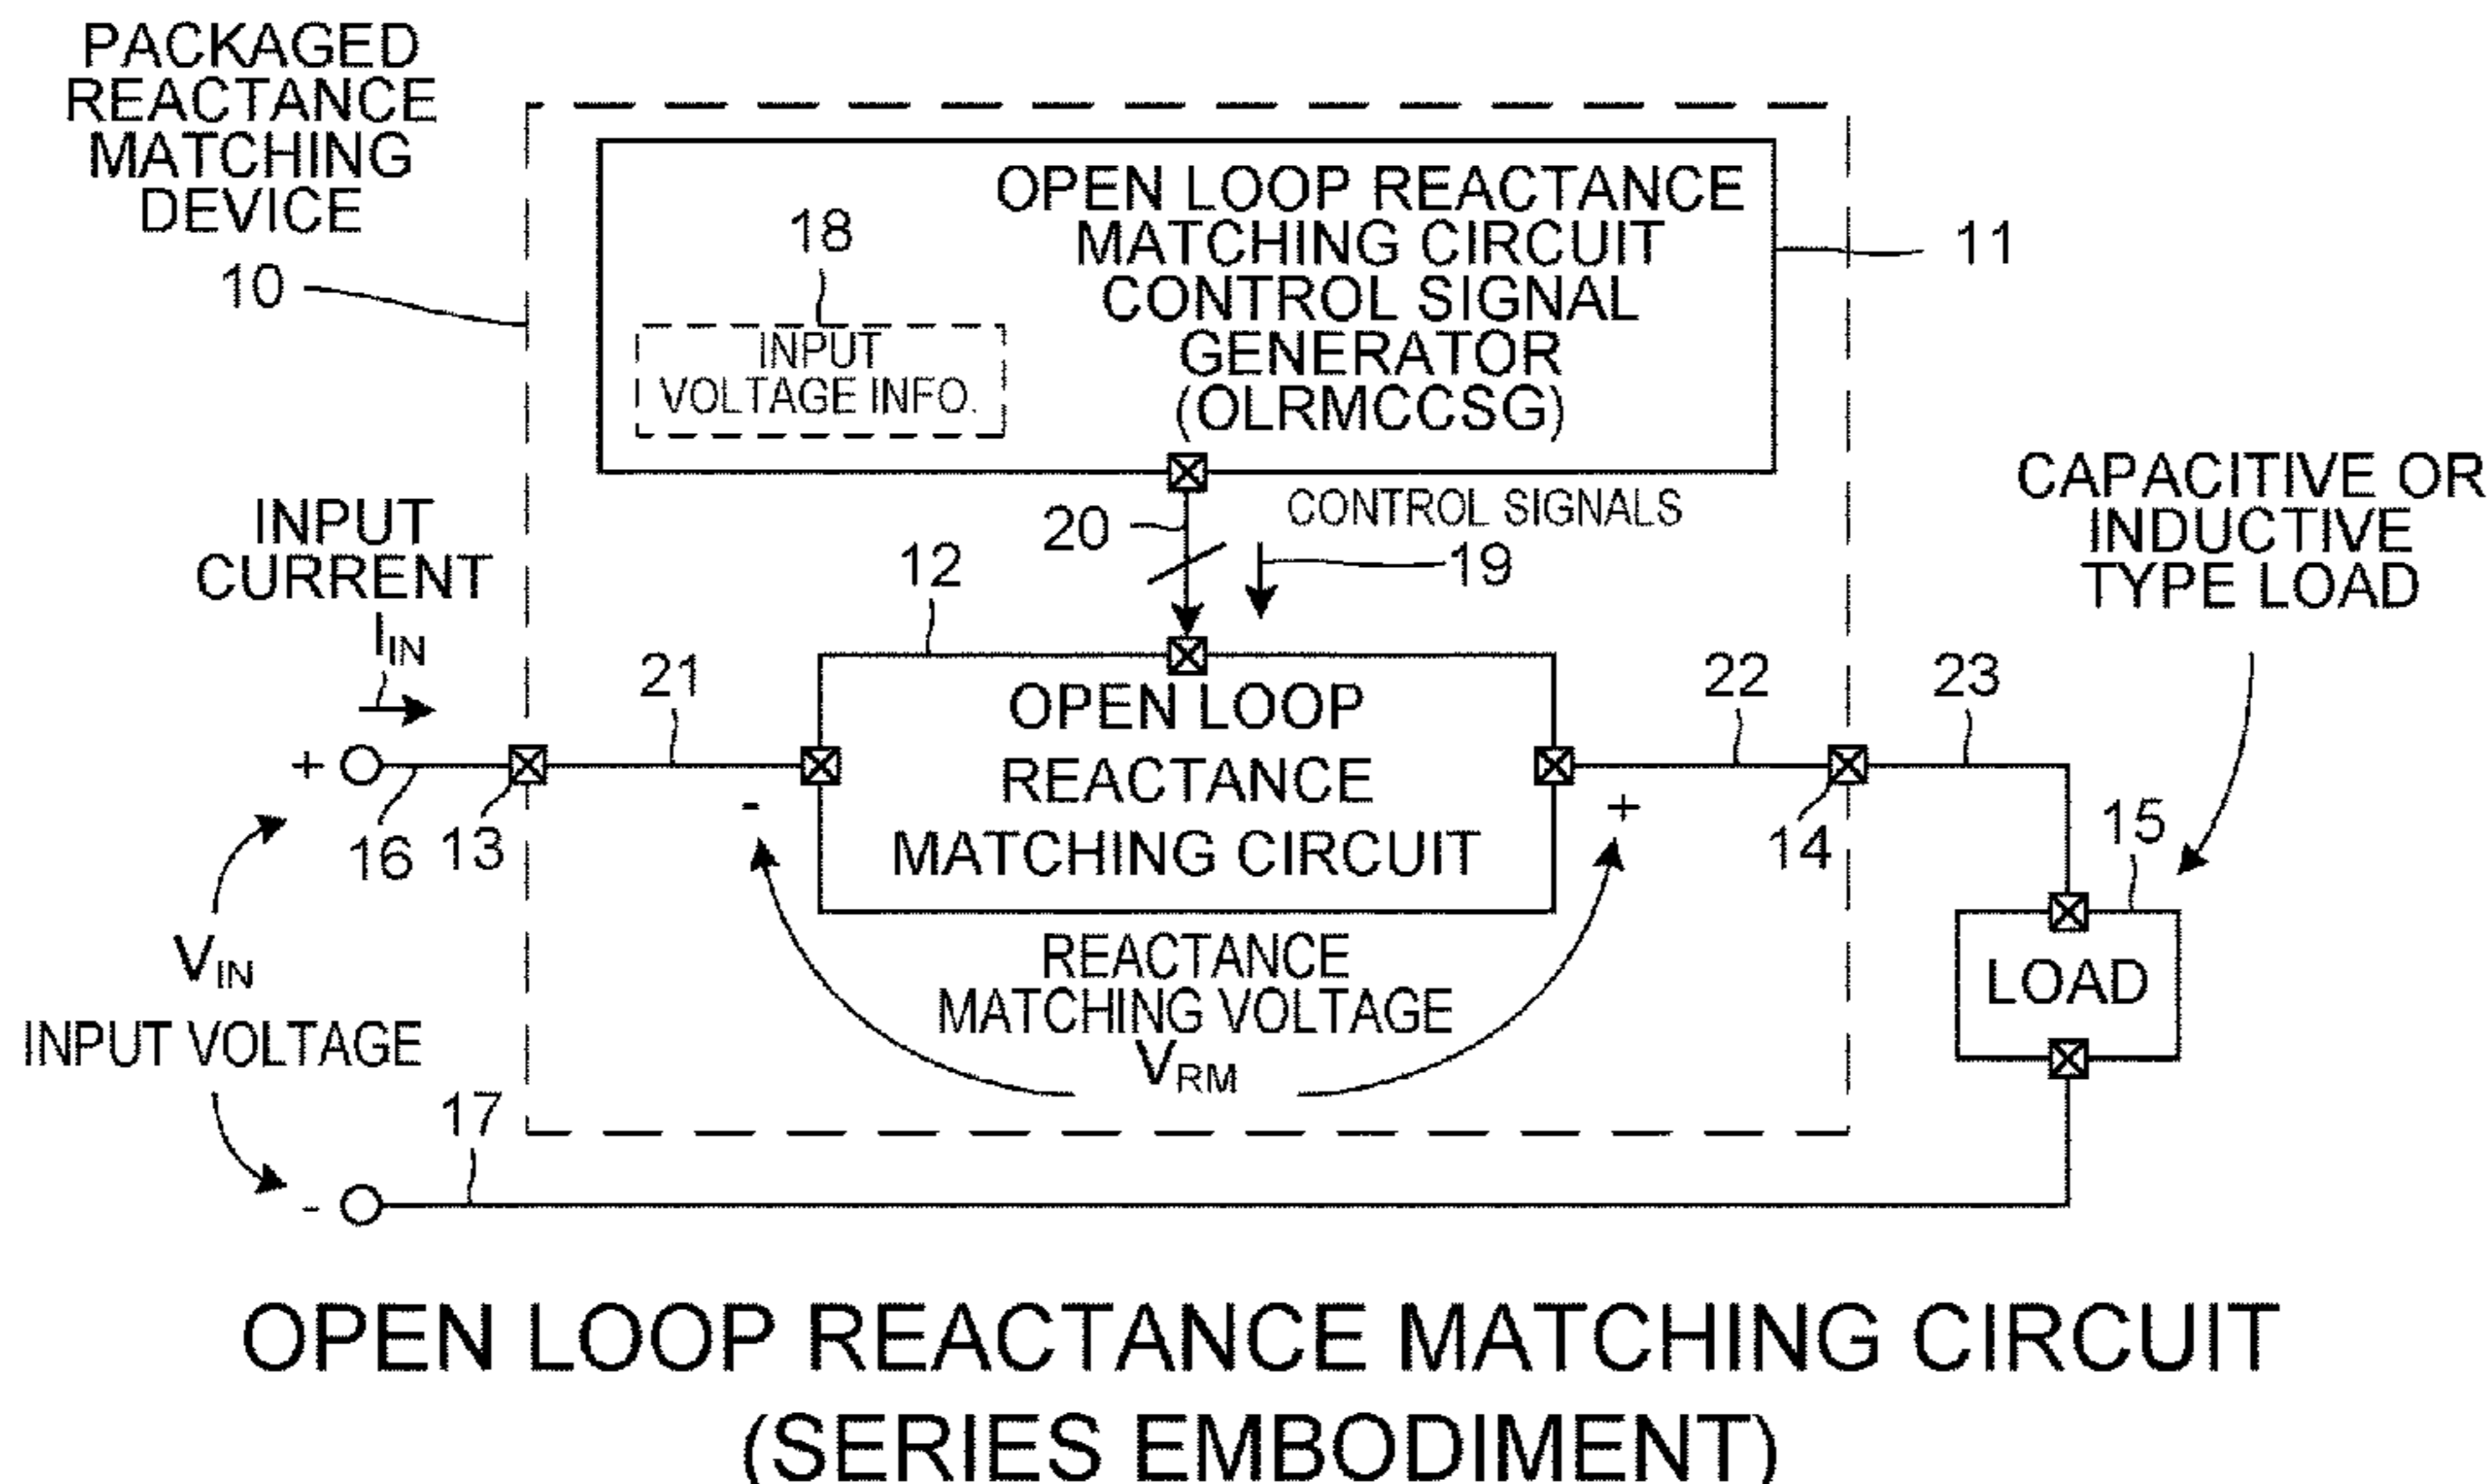 PACKAGED
REACTANCE
MATCHING
DEVICE
10
18
OPEN LOOP REACTANCE
MATCHING CIRCUIT
CONTROL SIGNAL
GENERATOR
(OLRMCCSG)
11
INPUT
VOLTAGE INFO.
CONTROL SIGNALS
20
19
12
CAPACITIVE OR
INDUCTIVE
TYPE LOAD
INPUT
CURRENT
IIN
21
22
23
+
16
13
-
OPEN LOOP
REACTANCE
MATCHING CIRCUIT
+
14
15
VIN
INPUT VOLTAGE
REACTANCE
MATCHING VOLTAGE
VRM
LOAD
17
-
OPEN LOOP REACTANCE MATCHING CIRCUIT
(SERIES EMBODIMENT)